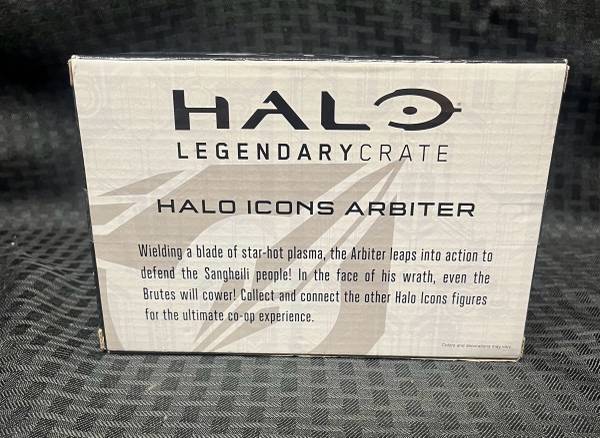 HALO
LEGENDARYCRATE
HALO ICONS ARBITER
Wielding a blade of star-hot plasma, the Arbiter leaps into action to
defend the Sangheili people! In the face of his wrath, even the
Brutes will cower! Collect and connect the other Halo Icons figures
for the ultimate co-op experience.
Colors and decorations may vary.